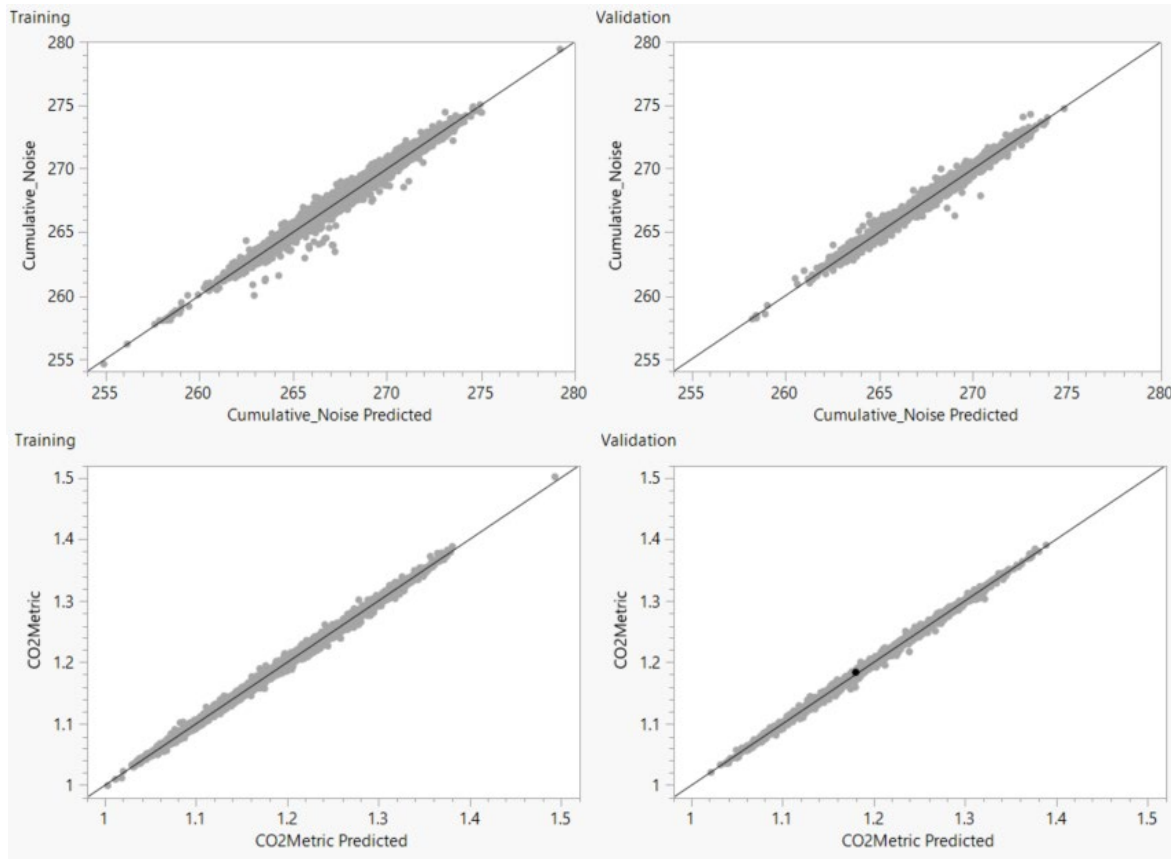 Training
280
275
270
265
260
255
Cumulative_Noise
255 260 265 270 275 280
Cumulative_Noise Predicted
Validation
280
275
270
265
260
255
Cumulative_Noise
255 260 265 270 275 280
Cumulative_Noise Predicted
Training
1.5
1.4
1.3
1.2
1.1
1
CO2Metric
1 1.1 1.2 1.3 1.4 1.5
CO2Metric Predicted
Validation
1.5
1.4
1.3
1.2
1.1
1
CO2Metric
1 1.1 1.2 1.3 1.4 1.5
CO2Metric Predicted